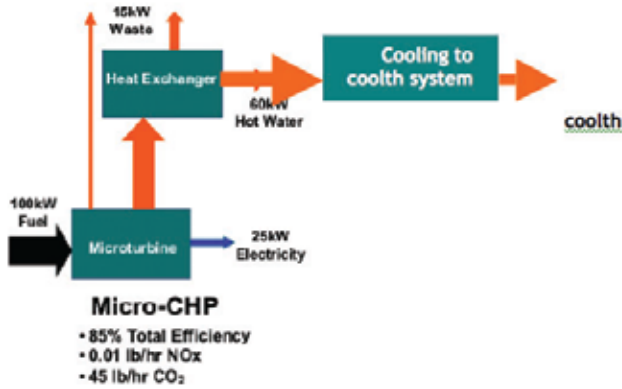 15kW
Waste
Heat Exchanger
Cooling to
coolth system
60kW
Hot Water
coolth
100kW
Fuel
Microturbine
25kW
Electricity
Micro-CHP
• 85% Total Efficiency
• 0.01 lb/hr NOx
• 45 lb/hr CO₂